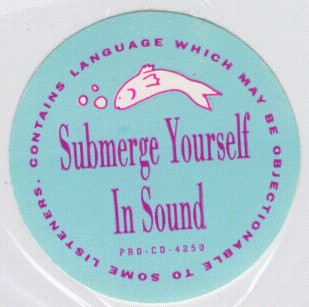 CONTAINS LANGUAGE WHICH MAY BE OBJECTIONABLE TO SOME LISTENERS.
Submerge Yourself
In Sound
PRO-CD-4250